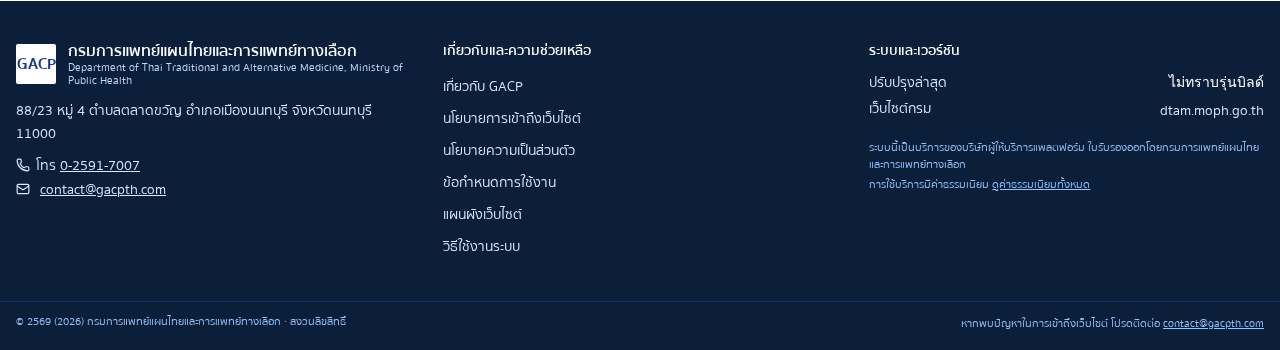 GACP
กรมการแพทย์แผนไทยและการแพทย์ทางเลือก
Department of Thai Traditional and Alternative Medicine, Ministry of
Public Health
88/23 หมู่ 4 ตำบลตลาดขวัญ อำเภอเมืองนนทบุรี จังหวัดนนทบุรี
11000
โทร 0-2591-7007
contact@gacpth.com
เกี่ยวกับและความช่วยเหลือ
เกี่ยวกับ GACP
นโยบายการเข้าถึงเว็บไซต์
นโยบายความเป็นส่วนตัว
ข้อกำหนดการใช้งาน
แผนผังเว็บไซต์
วิธีใช้งานระบบ
ระบบและเวอร์ชัน
ปรับปรุงล่าสุด ไม่ทราบรุ่นบิลด์
เว็บไซต์กรม dtam.moph.go.th
ระบบนี้เป็นบริการของบริษัทผู้ให้บริการแพลตฟอร์ม ใบรับรองออกโดยกรมการแพทย์แผนไทย
และการแพทย์ทางเลือก
การใช้บริการมีค่าธรรมเนียม ดูค่าธรรมเนียมทั้งหมด
© 2569 (2026) กรมการแพทย์แผนไทยและการแพทย์ทางเลือก · สงวนลิขสิทธิ์
หากพบปัญหาในการเข้าถึงเว็บไซต์ โปรดติดต่อ contact@gacpth.com